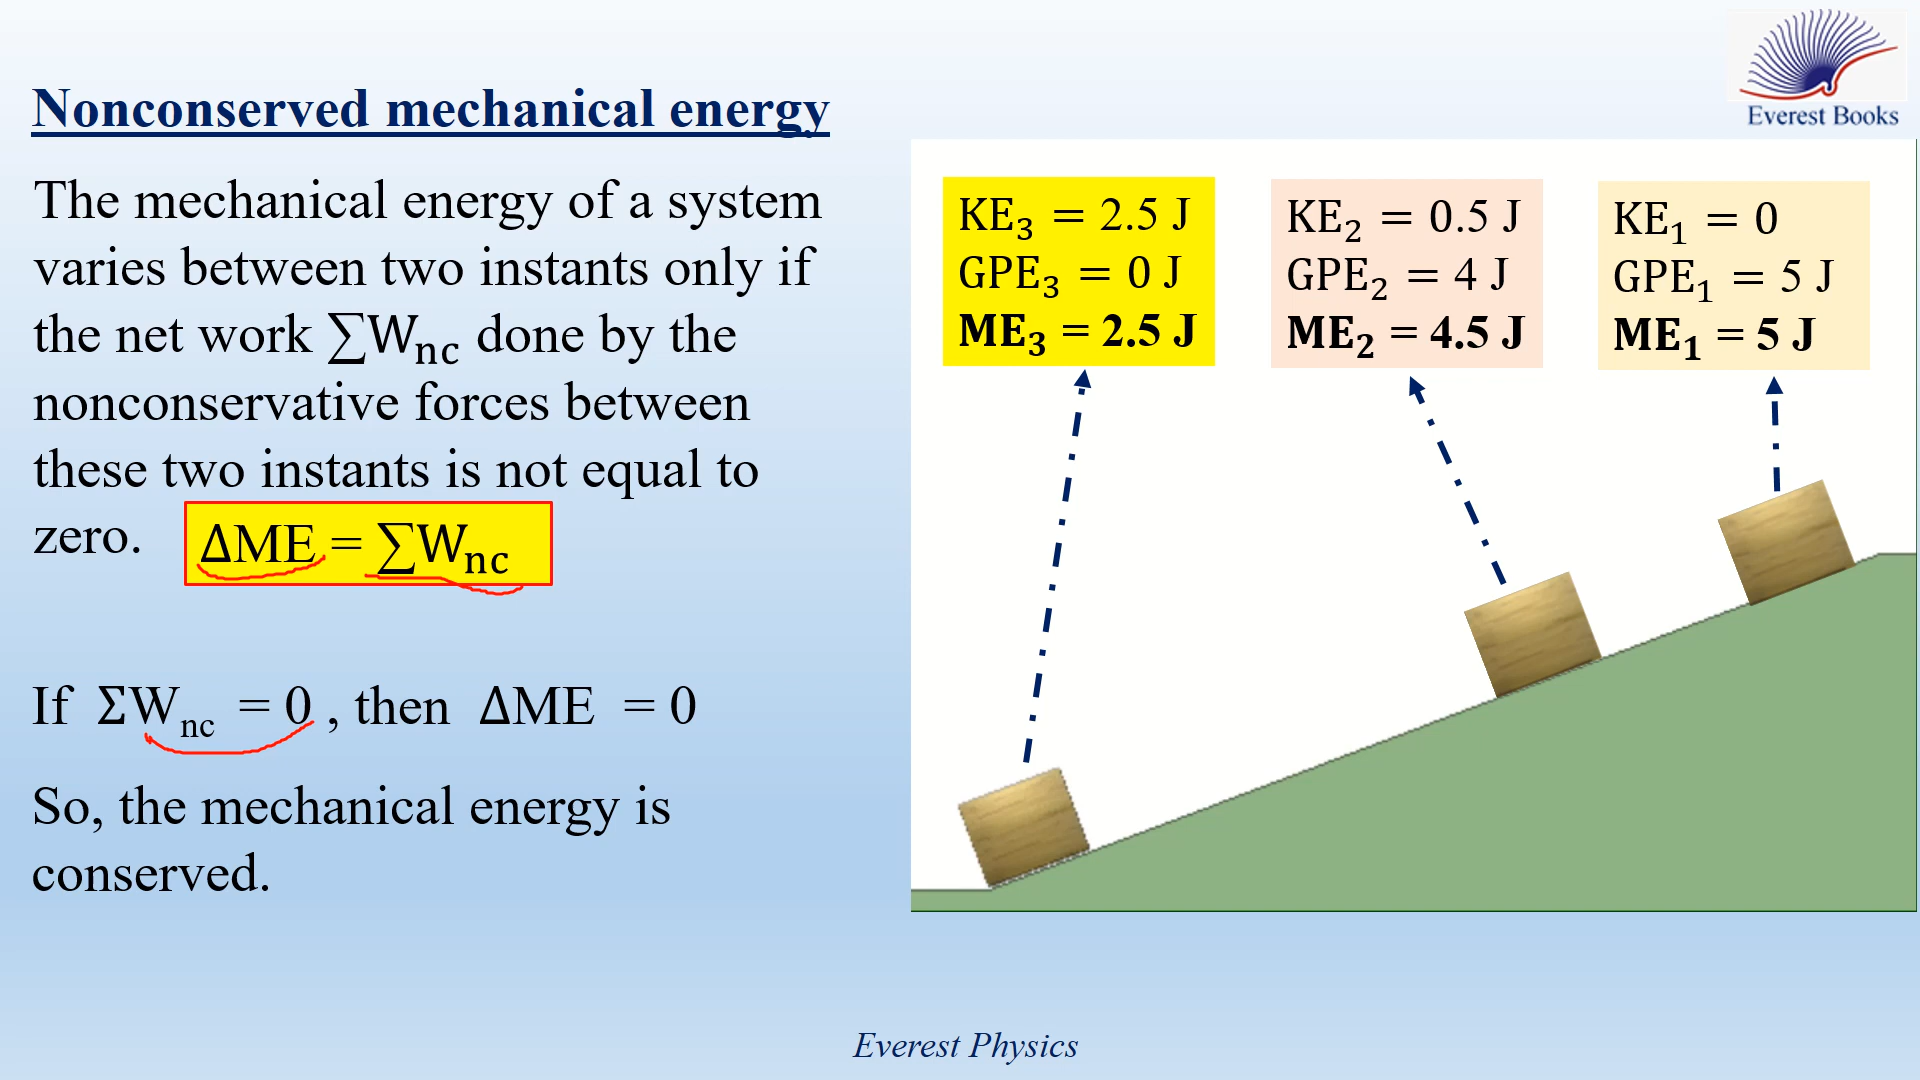 Everest Books
Nonconserved mechanical energy
The mechanical energy of a system
varies between two instants only if
the net work ∑W_nc done by the
nonconservative forces between
these two instants is not equal to
zero.
ΔME = ∑W_nc
If ΣW_nc = 0 , then ΔME = 0
So, the mechanical energy is
conserved.
KE₃ = 2.5 J
GPE₃ = 0 J
ME₃ = 2.5 J
KE₂ = 0.5 J
GPE₂ = 4 J
ME₂ = 4.5 J
KE₁ = 0
GPE₁ = 5 J
ME₁ = 5 J
Everest Physics